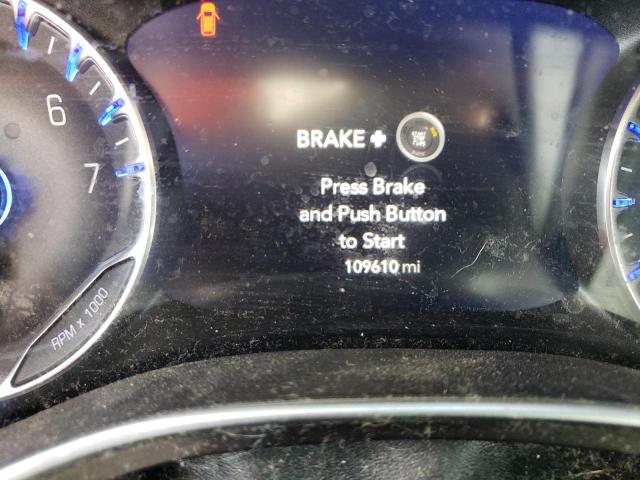 6
7
RPM x 1000
BRAKE +
Press Brake
and Push Button
to Start
109610 mi